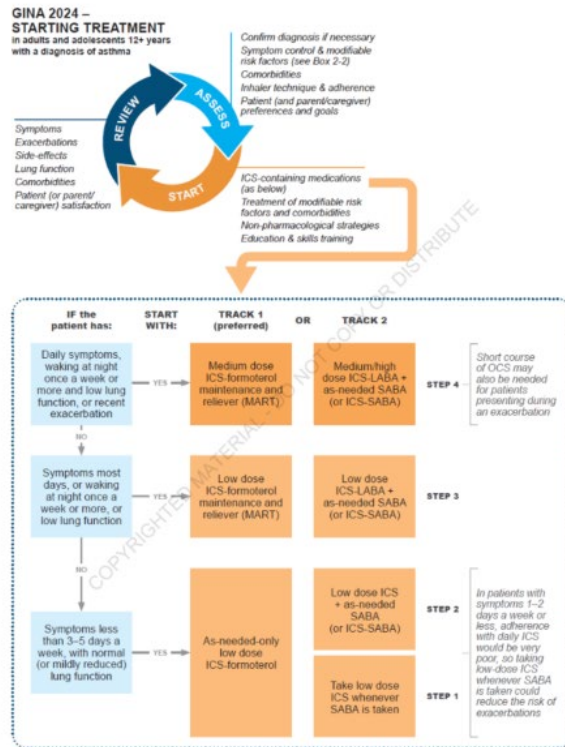 GINA 2024 –
STARTING TREATMENT
in adults and adolescents 12+ years
with a diagnosis of asthma
Confirm diagnosis if necessary
Symptom control & modifiable
risk factors (see Box 2-2)
Comorbidities
Inhaler technique & adherence
Patient (and parent/caregiver)
preferences and goals
REVIEW
ASSESS
START
Symptoms
Exacerbations
Side-effects
Lung function
Comorbidities
Patient (or parent/
caregiver) satisfaction
ICS-containing medications
(as below)
Treatment of modifiable risk
factors and comorbidities
Non-pharmacological strategies
Education & skills training
COPYRIGHTED MATERIAL - DO NOT COPY OR DISTRIBUTE
IF the
patient has:
START
WITH:
TRACK 1
(preferred)
OR
TRACK 2
Daily symptoms,
waking at night
once a week or
more and low lung
function, or recent
exacerbation
YES
Medium dose
ICS-formoterol
maintenance and
reliever (MART)
Medium/high
dose ICS-LABA +
as-needed SABA
(or ICS-SABA)
STEP 4
Short course
of OCS may
also be needed
for patients
presenting during
an exacerbation
NO
Symptoms most
days, or waking
at night once a
week or more, or
low lung function
YES
Low dose
ICS-formoterol
maintenance and
reliever (MART)
Low dose
ICS-LABA +
as-needed SABA
(or ICS-SABA)
STEP 3
NO
Symptoms less
than 3–5 days a
week, with normal
(or mildly reduced)
lung function
YES
As-needed-only
low dose
ICS-formoterol
Low dose ICS
+ as-needed
SABA
(or ICS-SABA)
STEP 2
Take low dose
ICS whenever
SABA is taken
STEP 1
In patients with
symptoms 1–2
days a week or
less, adherence
with daily ICS
would be very
poor, so taking
low-dose ICS
whenever SABA
is taken could
reduce the risk of
exacerbations